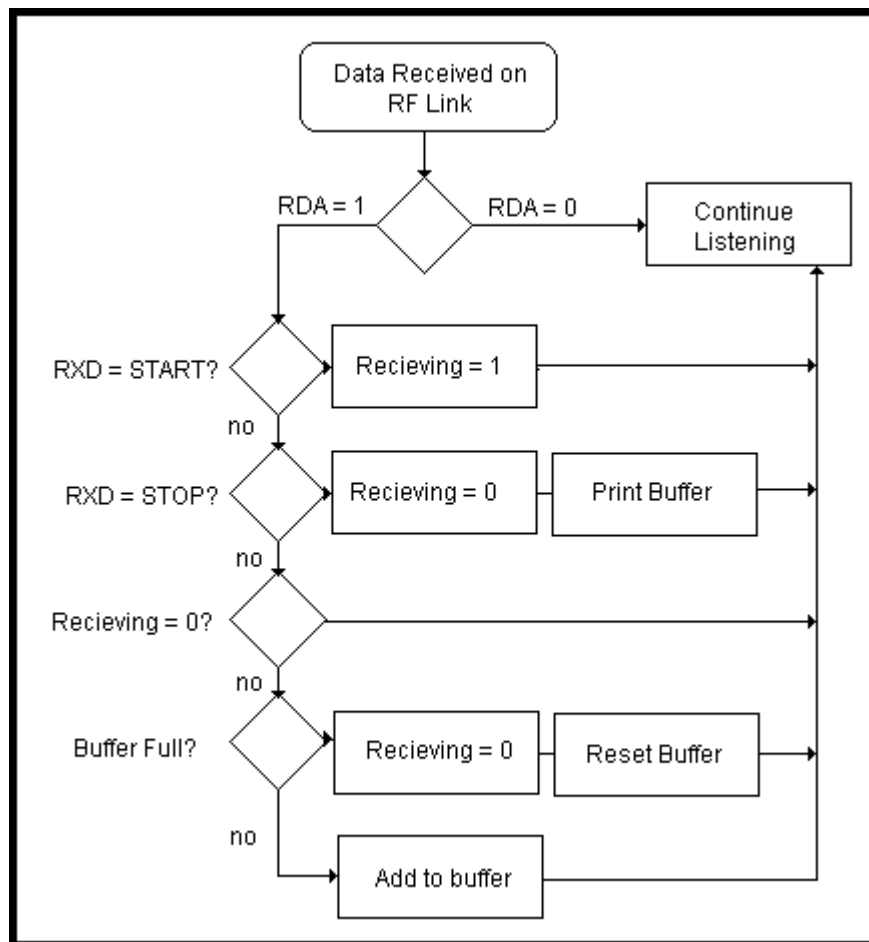 Data Received on
RF Link
RDA = 1
RDA = 0
Continue
Listening
RXD = START?
Recieving = 1
no
RXD = STOP?
Recieving = 0
Print Buffer
no
Recieving = 0?
no
Buffer Full?
Recieving = 0
Reset Buffer
no
Add to buffer